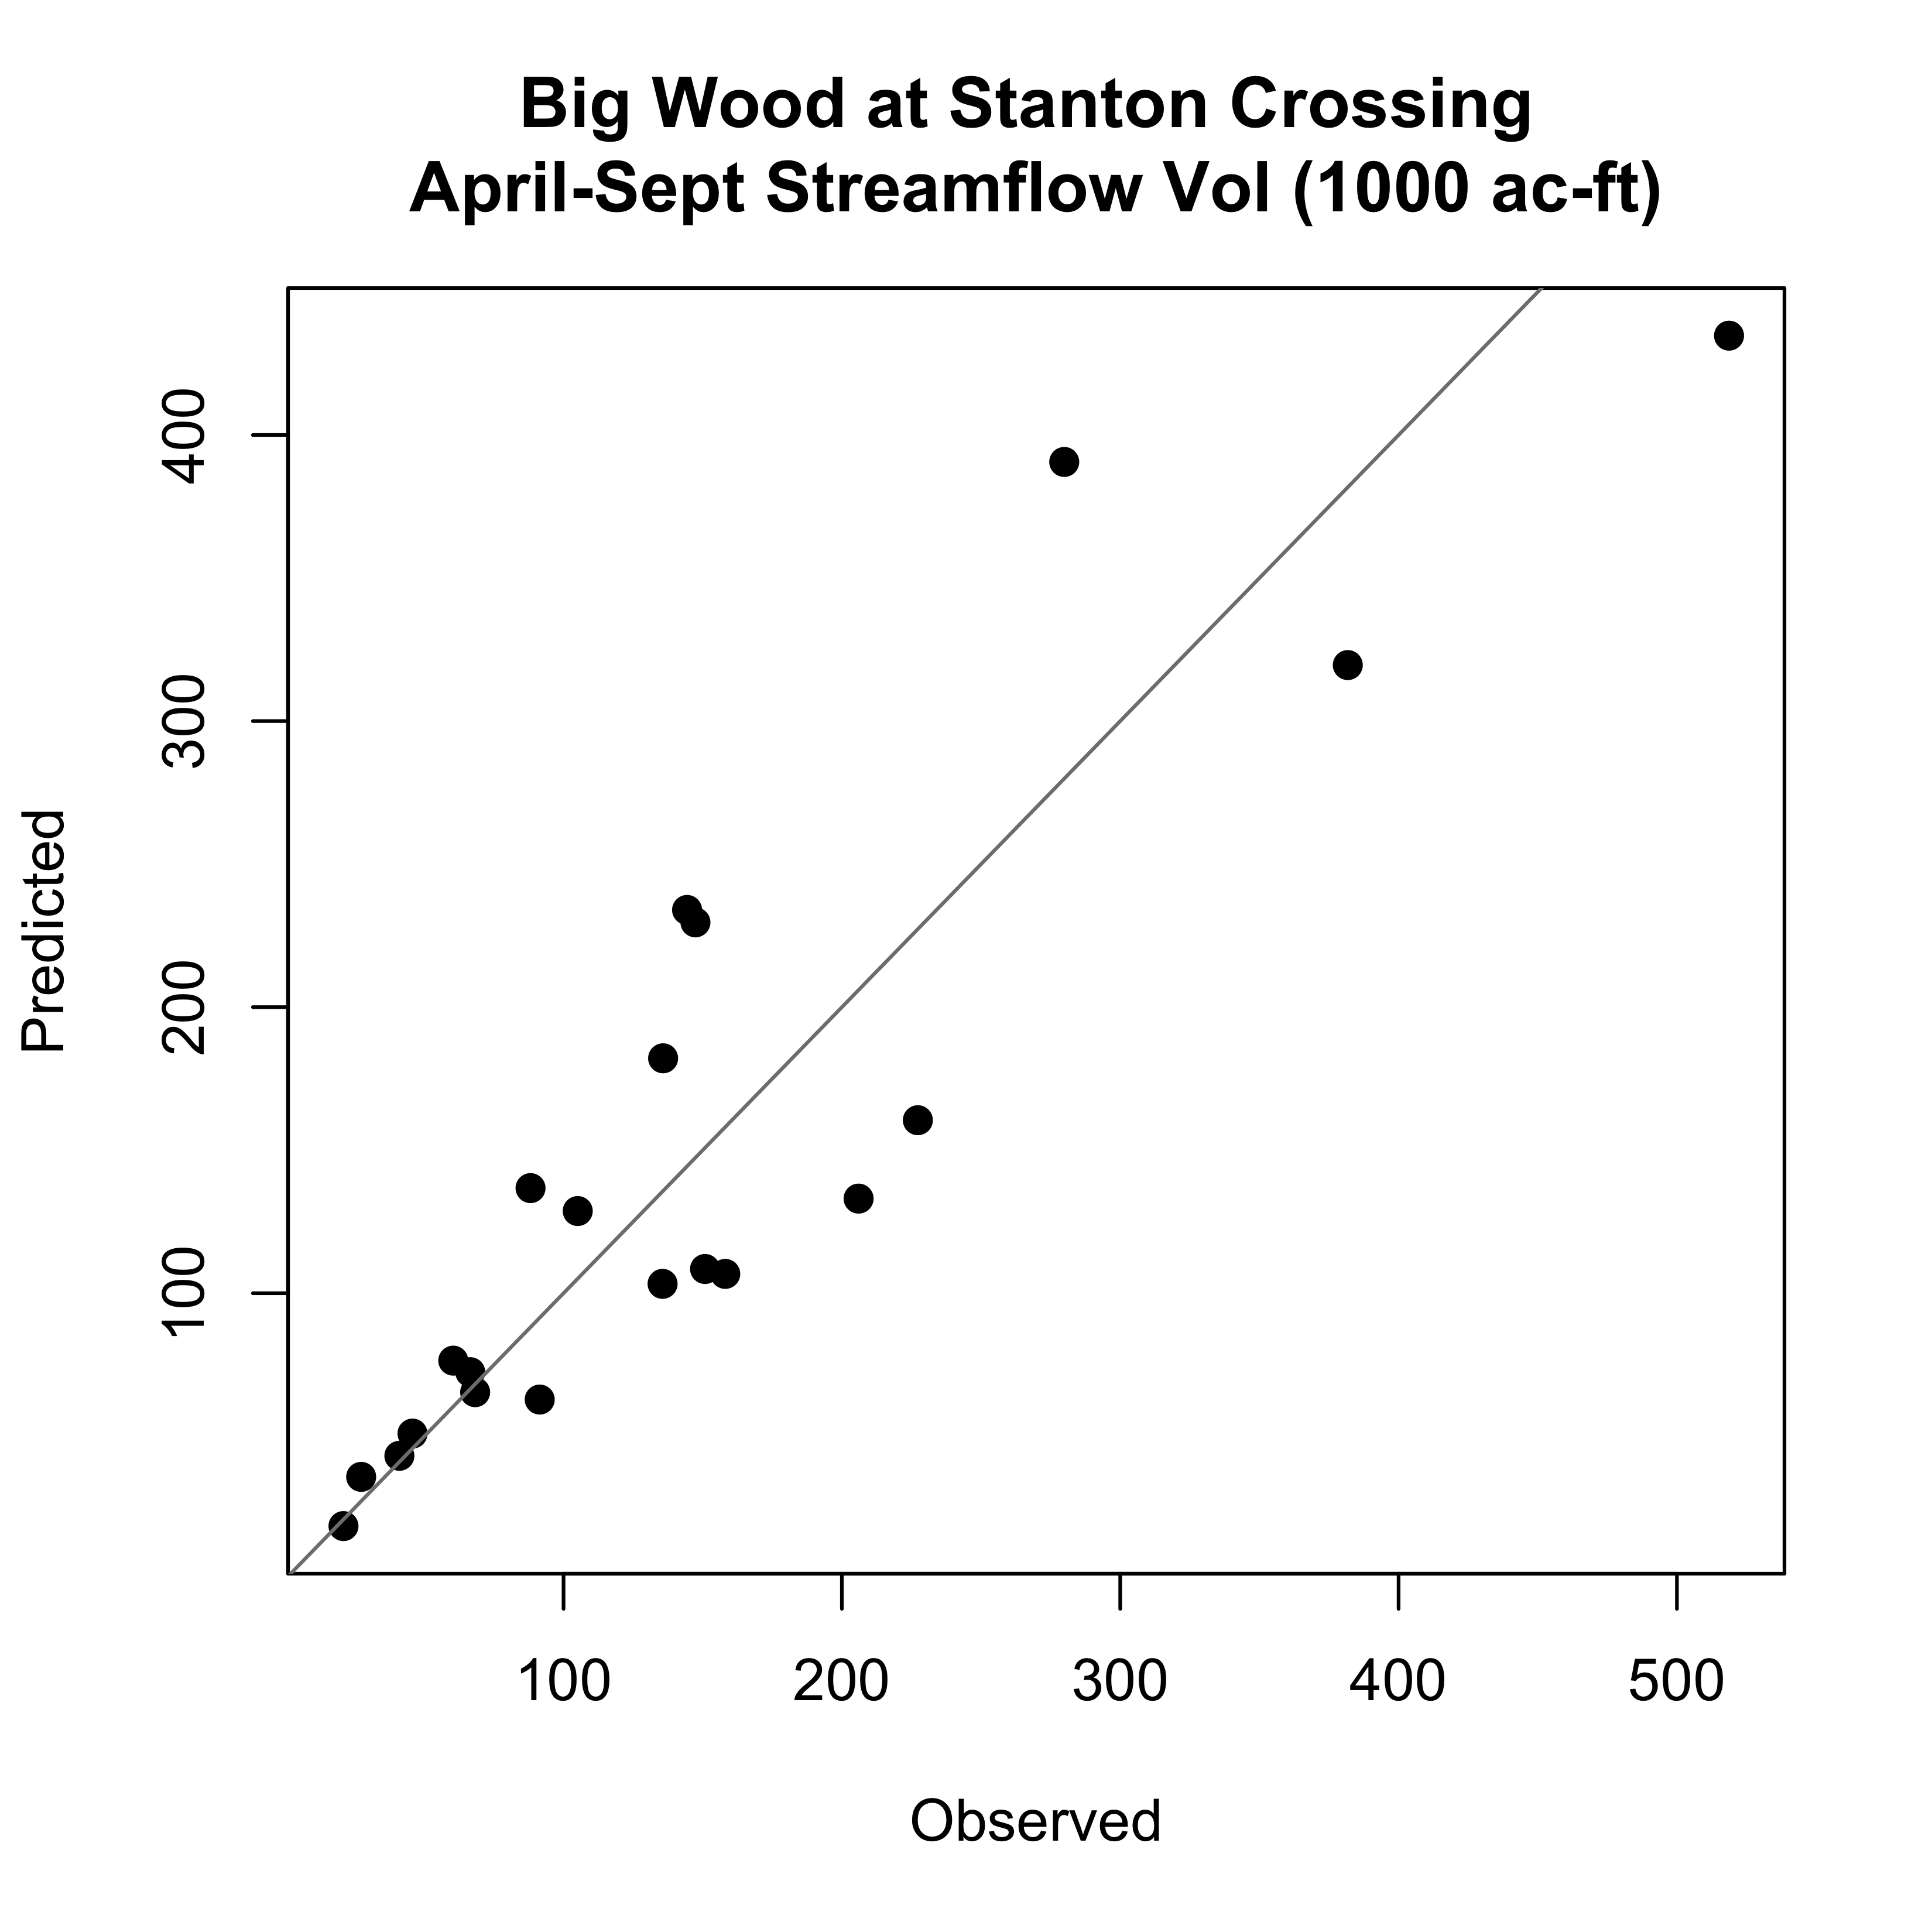 Big Wood at Stanton Crossing
April-Sept Streamflow Vol (1000 ac-ft)
400
300
200
100
Predicted
100 200 300 400 500
Observed